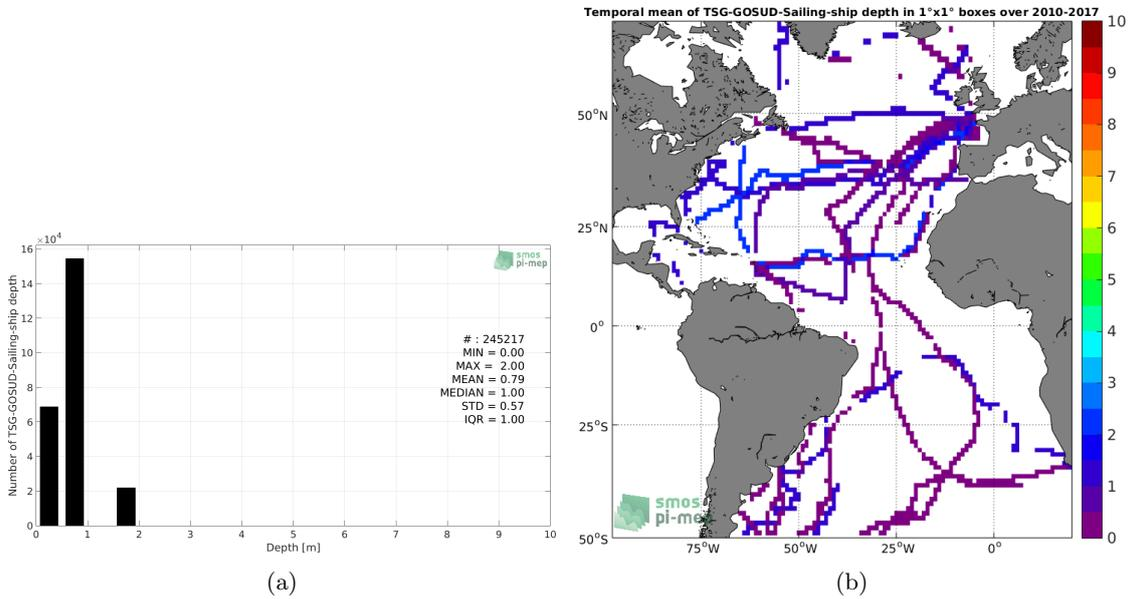 Temporal mean of TSG-GOSUD-Sailing-ship depth in 1°x1° boxes over 2010-2017
×10⁴
16
14
12
10
8
6
4
2
0
Number of TSG-GOSUD-Sailing-ship depth
smos
pi-mep
# : 245217
MIN = 0.00
MAX = 2.00
MEAN = 0.79
MEDIAN = 1.00
STD = 0.57
IQR = 1.00
0 1 2 3 4 5 6 7 8 9 10
Depth [m]
(a)
50°N
25°N
0°
25°S
50°S
smos
pi-mep
75°W 50°W 25°W 0°
10
9
8
7
6
5
4
3
2
1
0
(b)